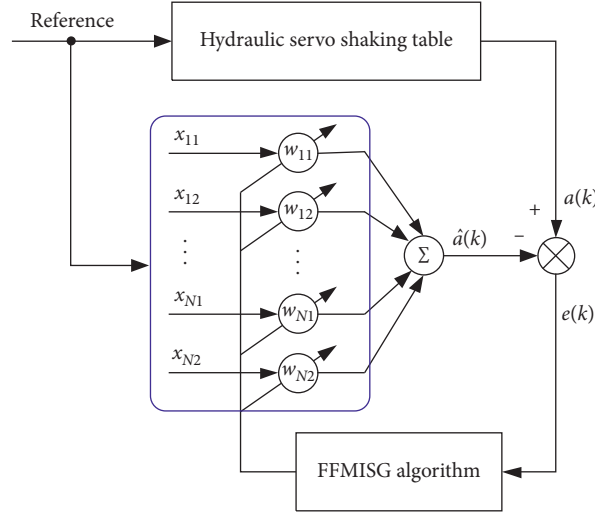 Reference
Hydraulic servo shaking table
x11
w11
x12
w12
a(k)
+
â(k)
−
Σ
⋮
⋮
xN1
wN1
e(k)
xN2
wN2
FFMISG algorithm